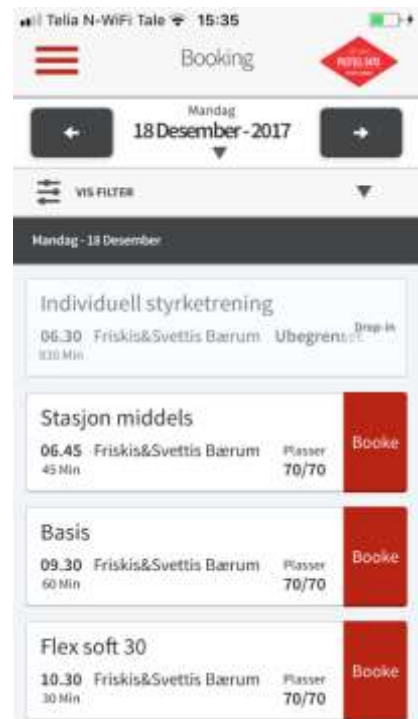 Telia N-WiFi Tale 15:35
Booking
Mandag
18 Desember - 2017
VIS FILTER
Mandag - 18 Desember
Individuell styrketrening
06.30 Friskis&Svettis Bærum Drop-in
Min
Stasjon middels
06.45 Friskis&Svettis Bærum Plasser
45 Min 70/70
Booke
Basis
09.30 Friskis&Svettis Bærum Plasser
60 Min 70/70
Booke
Flex soft 30
10.30 Friskis&Svettis Bærum Plasser
30 Min 70/70
Booke